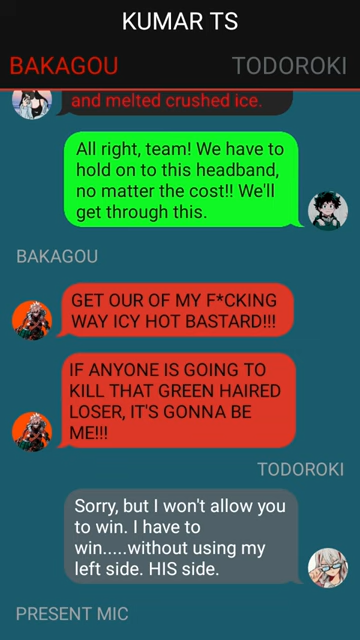 KUMAR TS
BAKAGOU
TODOROKI
and melted crushed ice.
All right, team! We have to
hold on to this headband,
no matter the cost!! We'll
get through this.
BAKAGOU
GET OUR OF MY F*CKING
WAY ICY HOT BASTARD!!!
IF ANYONE IS GOING TO
KILL THAT GREEN HAIRED
LOSER, IT'S GONNA BE
ME!!!
TODOROKI
Sorry, but I won't allow you
to win. I have to
win.....without using my
left side. HIS side.
PRESENT MIC